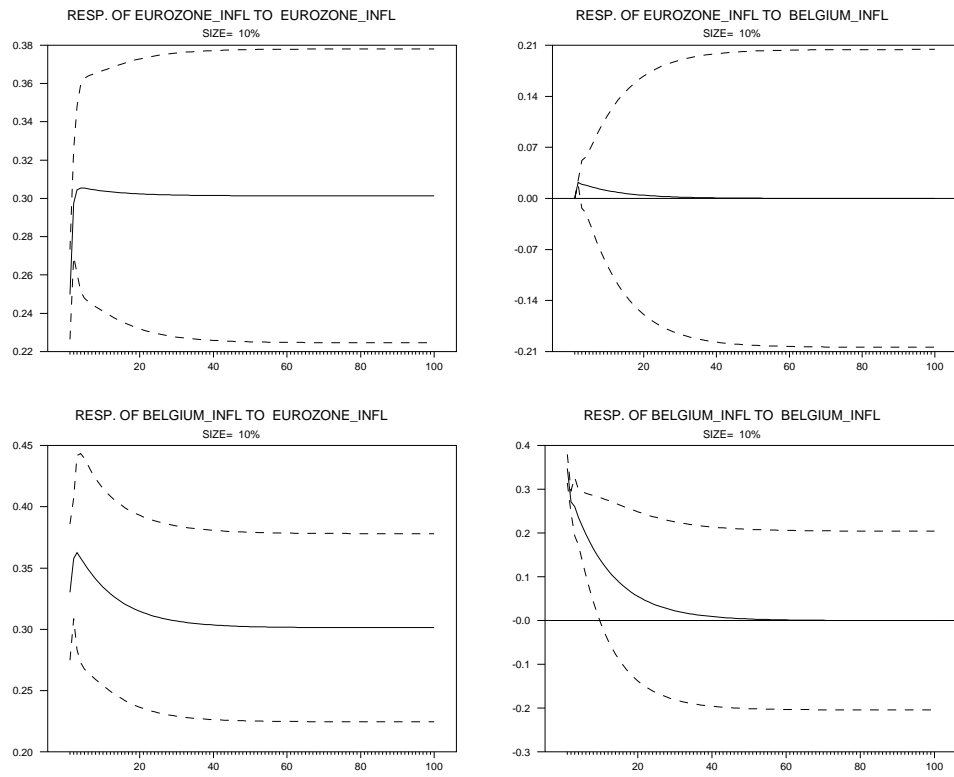 RESP. OF EUROZONE_INFL TO EUROZONE_INFL
SIZE= 10%
0.38
0.36
0.34
0.32
0.30
0.28
0.26
0.24
0.22
20 40 60 80 100
RESP. OF EUROZONE_INFL TO BELGIUM_INFL
SIZE= 10%
0.21
0.14
0.07
0.00
-0.07
-0.14
-0.21
20 40 60 80 100
RESP. OF BELGIUM_INFL TO EUROZONE_INFL
SIZE= 10%
0.45
0.40
0.35
0.30
0.25
0.20
20 40 60 80 100
RESP. OF BELGIUM_INFL TO BELGIUM_INFL
SIZE= 10%
0.4
0.3
0.2
0.1
-0.0
-0.1
-0.2
-0.3
20 40 60 80 100